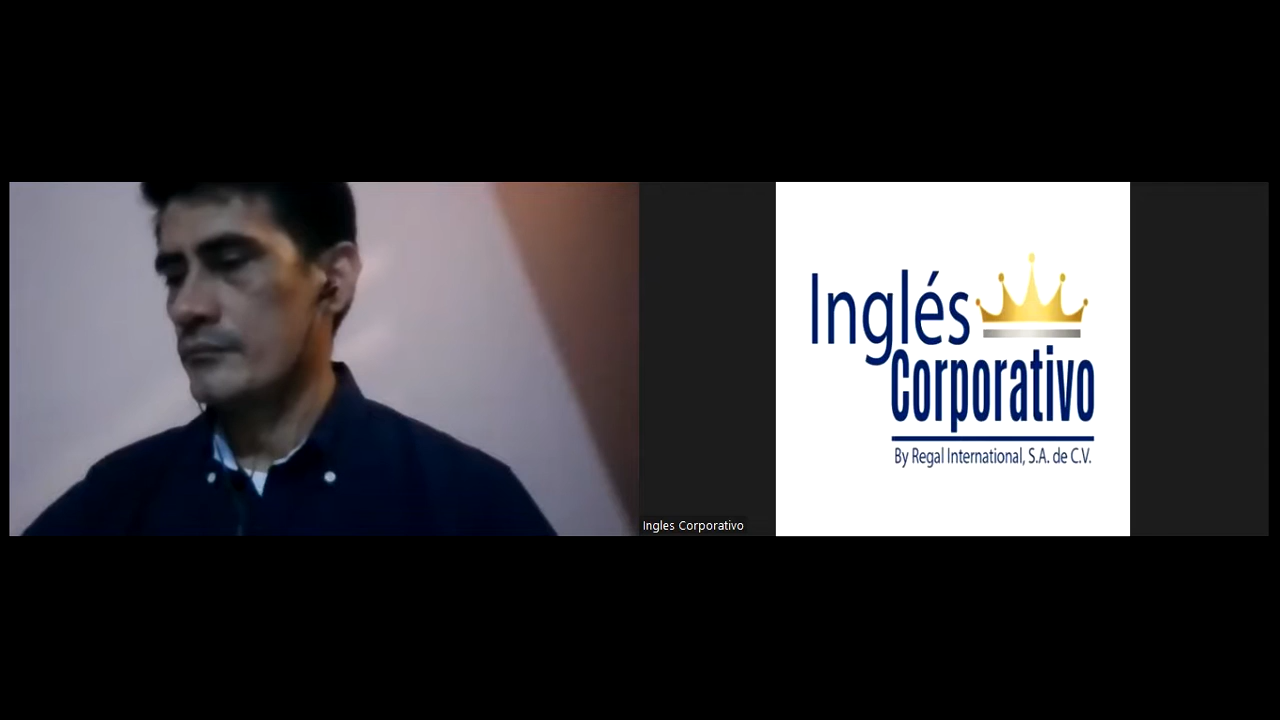 Inglés
Corporativo
By Regal International, S.A. de C.V.
Ingles Corporativo